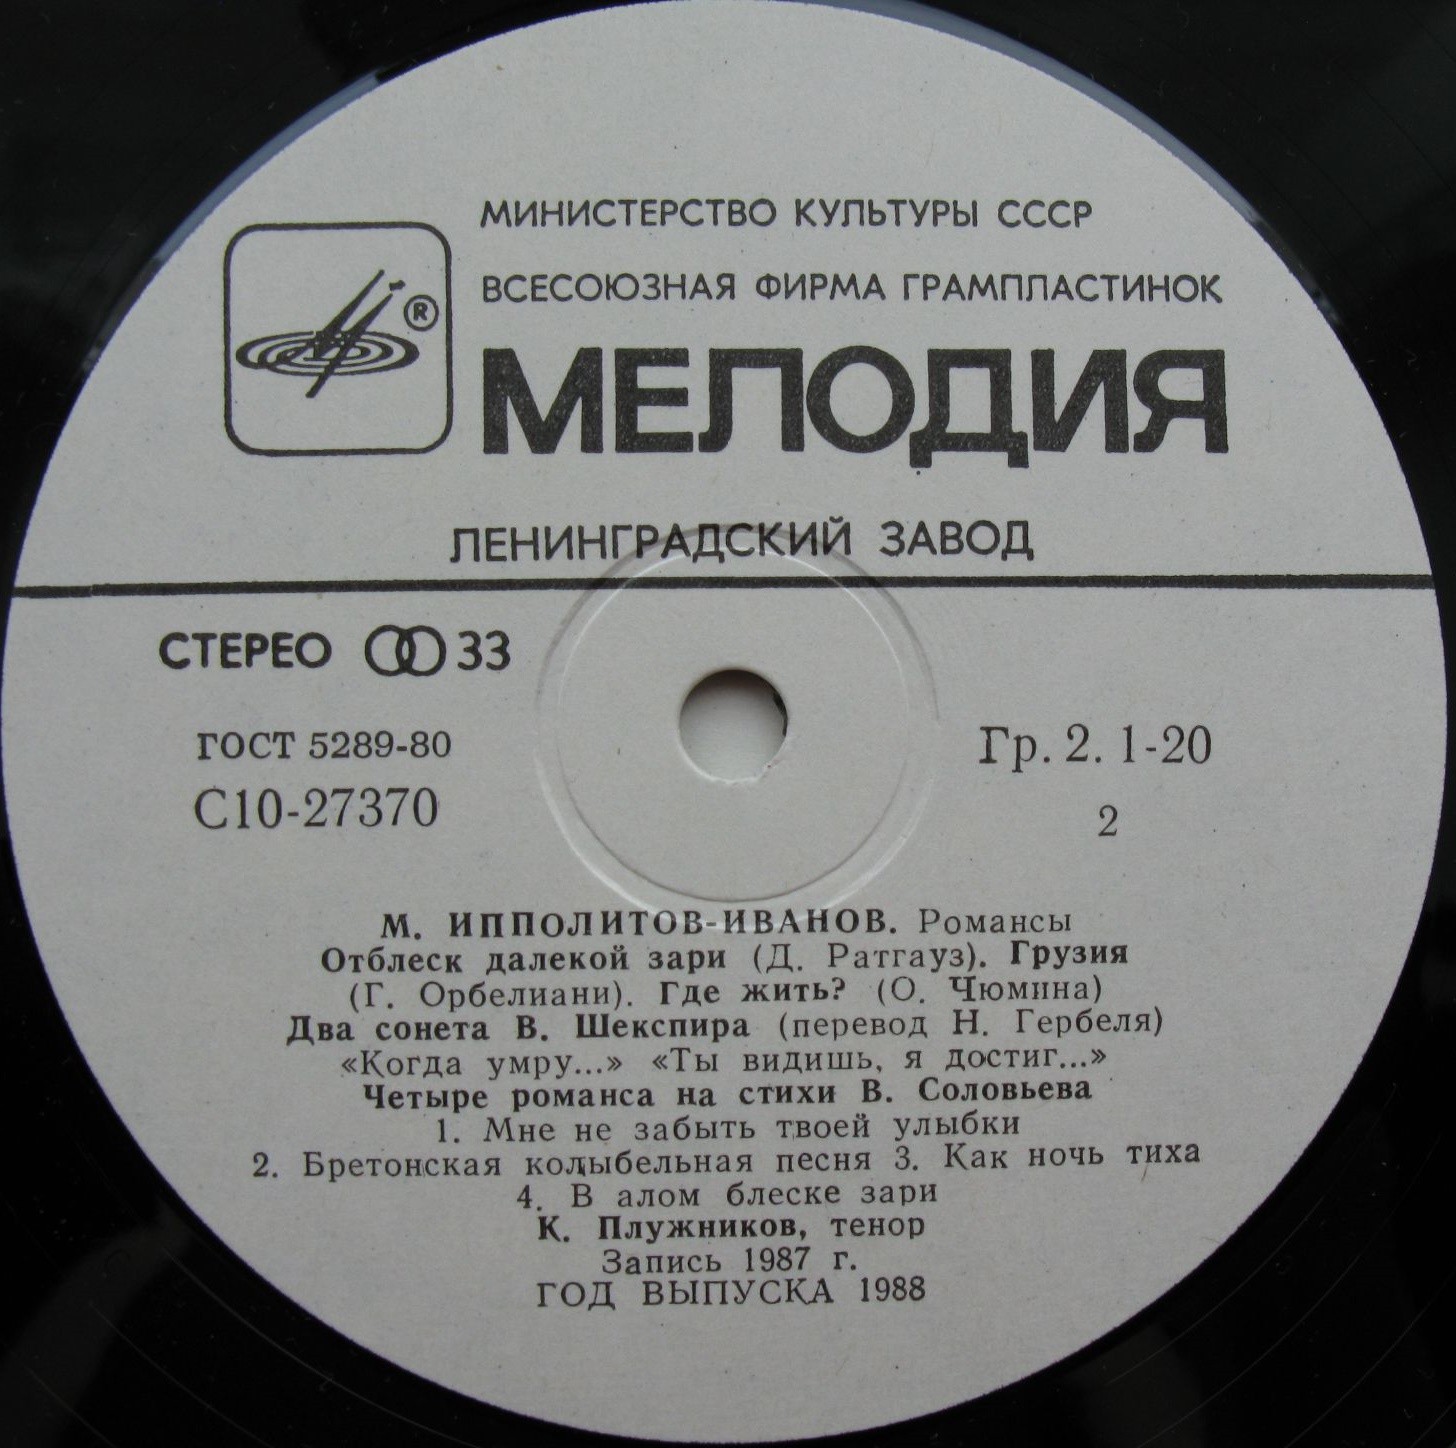 МИНИСТЕРСТВО КУЛЬТУРЫ СССР
ВСЕСОЮЗНАЯ ФИРМА ГРАМПЛАСТИНОК
®
МЕЛОДИЯ
ЛЕНИНГРАДСКИЙ ЗАВОД
СТЕРЕО 33
ГОСТ 5289-80
С10-27370
Гр. 2. 1-20
2
М. ИППОЛИТОВ-ИВАНОВ. Романсы
Отблеск далекой зари (Д. Ратгауз). Грузия
(Г. Орбелиани). Где жить? (О. Чюмина)
Два сонета В. Шекспира (перевод Н. Гербеля)
«Когда умру...» «Ты видишь, я достиг...»
Четыре романса на стихи В. Соловьева
1. Мне не забыть твоей улыбки
2. Бретонская колыбельная песня 3. Как ночь тиха
4. В алом блеске зари
К. Плужников, тенор
Запись 1987 г.
ГОД ВЫПУСКА 1988